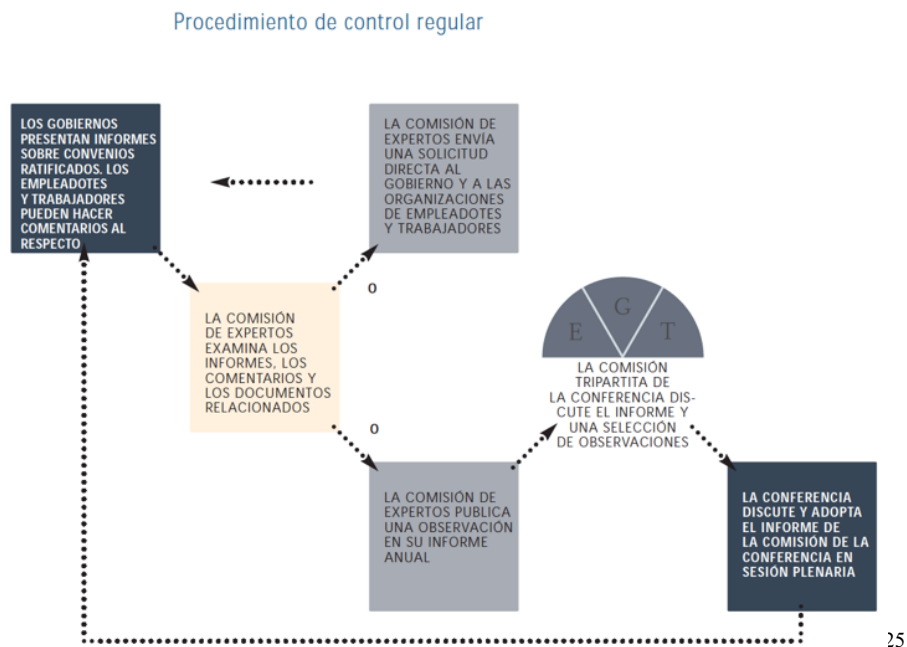 Procedimiento de control regular
LOS GOBIERNOS
PRESENTAN INFORMES
SOBRE CONVENIOS
RATIFICADOS. LOS
EMPLEADOTES
Y TRABAJADORES
PUEDEN HACER
COMENTARIOS AL
RESPECTO
LA COMISIÓN DE
EXPERTOS ENVÍA
UNA SOLICITUD
DIRECTA AL
GOBIERNO Y A LAS
ORGANIZACIONES
DE EMPLEADOTES
Y TRABAJADORES
O
LA COMISIÓN
DE EXPERTOS
EXAMINA LOS
INFORMES, LOS
COMENTARIOS Y
LOS DOCUMENTOS
RELACIONADOS
O
E G T
LA COMISIÓN
TRIPARTITA DE
LA CONFERENCIA DIS-
CUTE EL INFORME Y
UNA SELECCIÓN
DE OBSERVACIONES
LA COMISIÓN DE
EXPERTOS PUBLICA
UNA OBSERVACIÓN
EN SU INFORME
ANUAL
LA CONFERENCIA
DISCUTE Y ADOPTA
EL INFORME DE
LA COMISIÓN DE LA
CONFERENCIA EN
SESIÓN PLENARIA
25